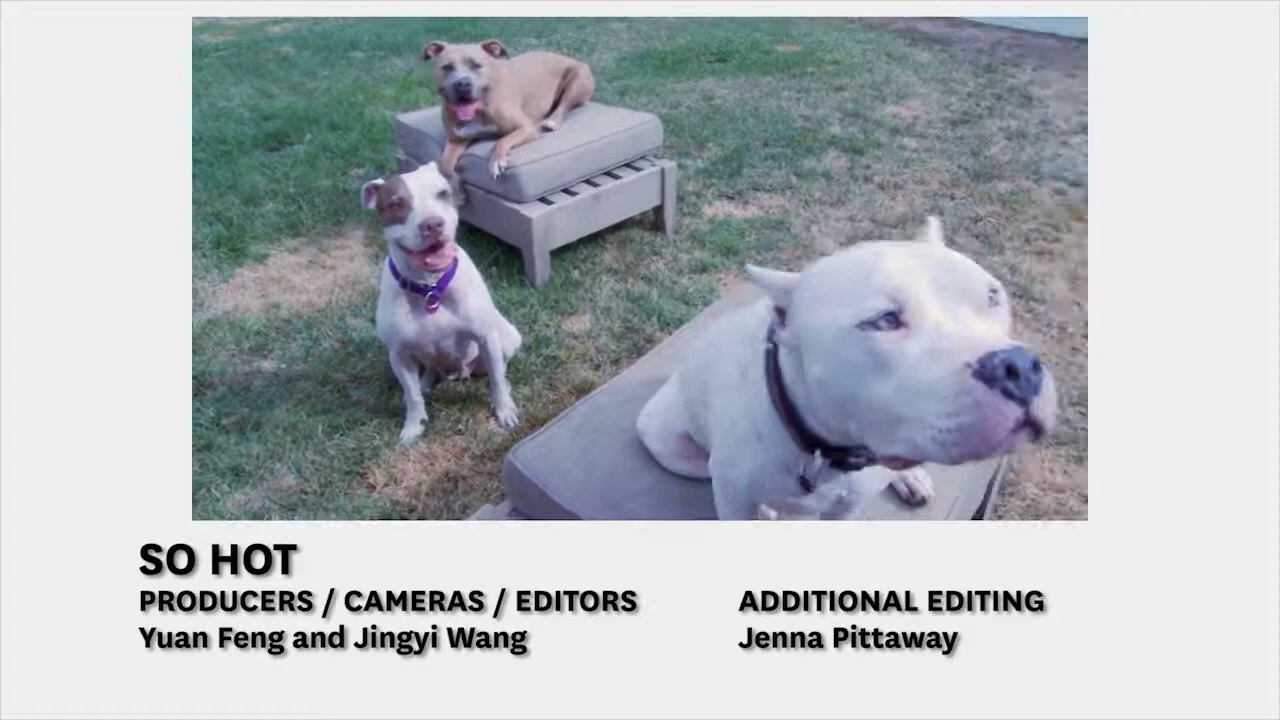 SO HOT
PRODUCERS / CAMERAS / EDITORS
Yuan Feng and Jingyi Wang
ADDITIONAL EDITING
Jenna Pittaway